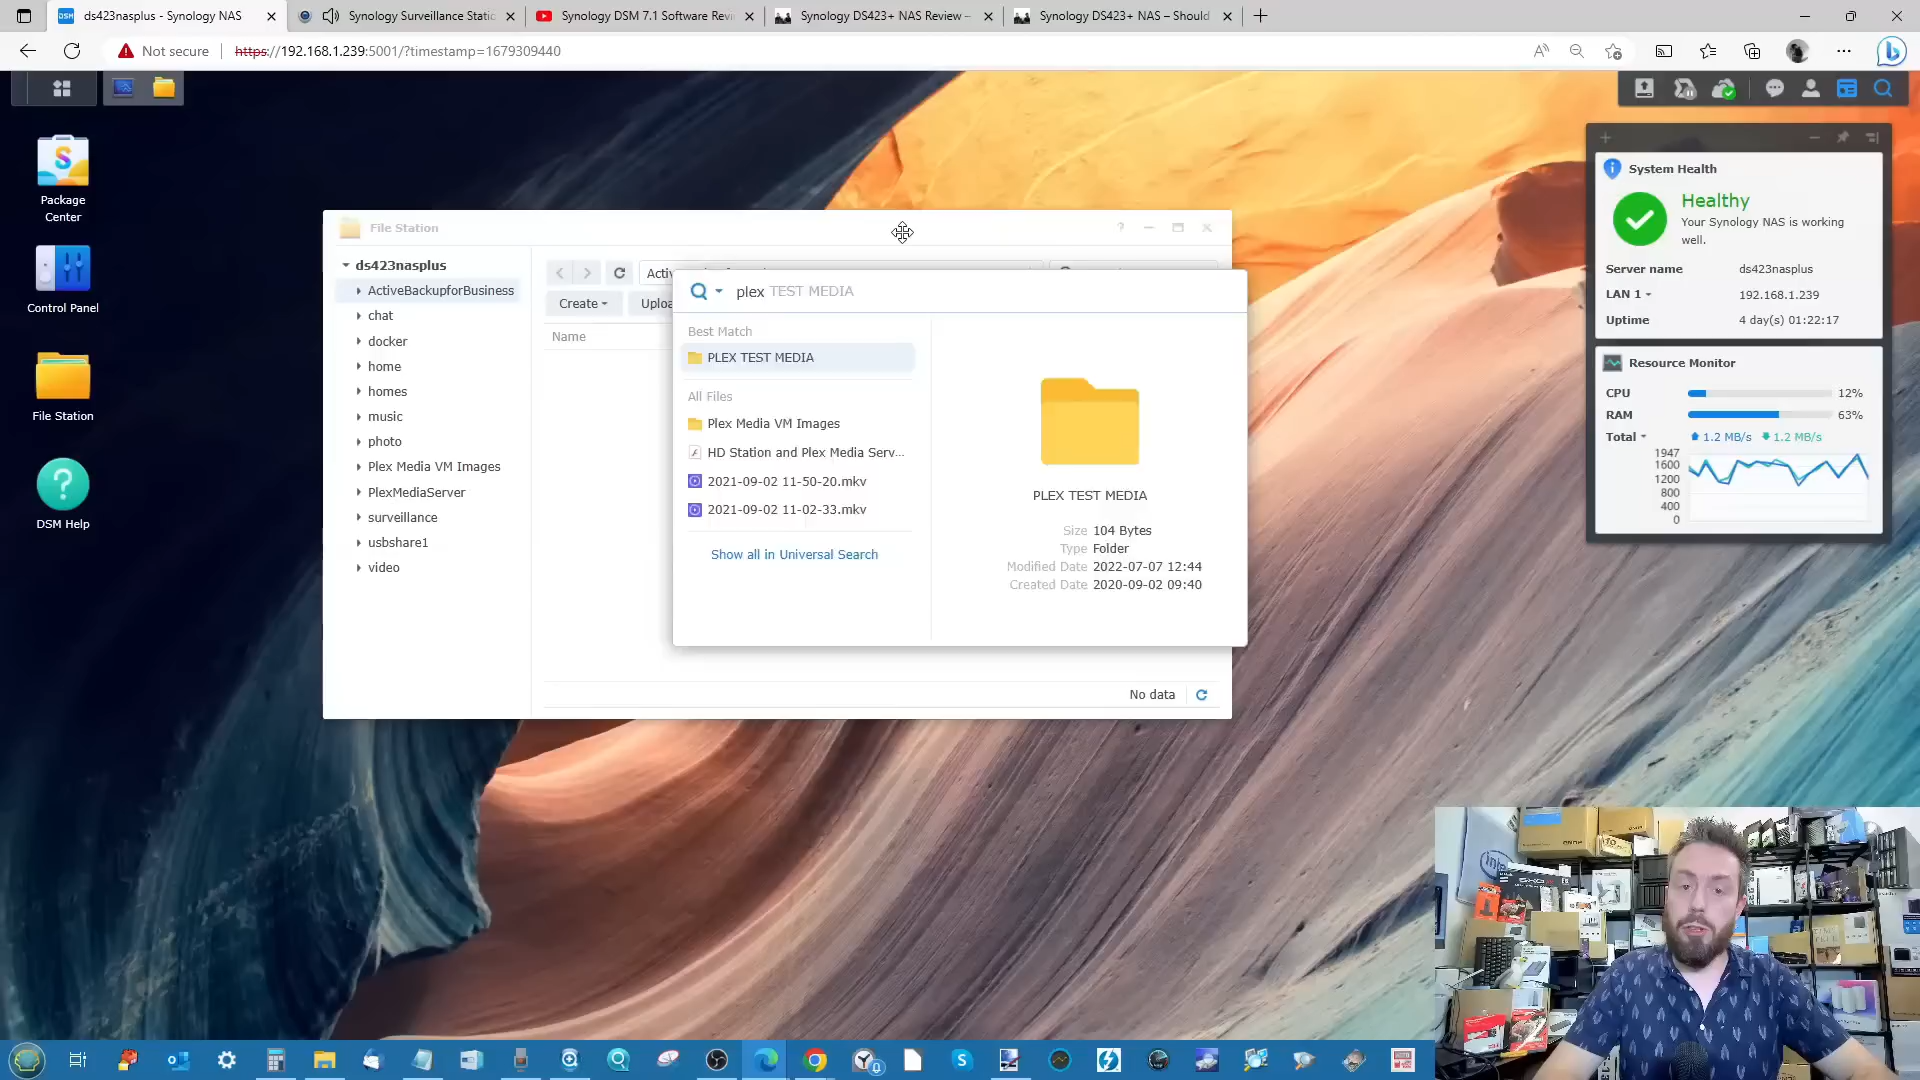 ds423nasplus - Synology NAS
Synology Surveillance Statio
Synology DSM 7.1 Software Revi
Synology DS423+ NAS Review –
Synology DS423+ NAS – Should
Not secure
https://192.168.1.239:5001/?timestamp=1679309440
Package
Center
Control Panel
File Station
DSM Help
File Station
ds423nasplus
ActiveBackupforBusiness
chat
docker
home
homes
music
photo
Plex Media VM Images
PlexMediaServer
surveillance
usbshare1
video
Create
Uploa
Name
No data
plex TEST MEDIA
Best Match
PLEX TEST MEDIA
All Files
Plex Media VM Images
HD Station and Plex Media Serv...
2021-09-02 11-50-20.mkv
2021-09-02 11-02-33.mkv
Show all in Universal Search
PLEX TEST MEDIA
Size 104 Bytes
Type Folder
Modified Date 2022-07-07 12:44
Created Date 2020-09-02 09:40
System Health
Healthy
Your Synology NAS is working
well.
Server name ds423nasplus
LAN 1 192.168.1.239
Uptime 4 day(s) 01:22:17
Resource Monitor
CPU 12%
RAM 63%
Total 1.2 MB/s 1.2 MB/s
1947
1600
1200
800
400
0
intel